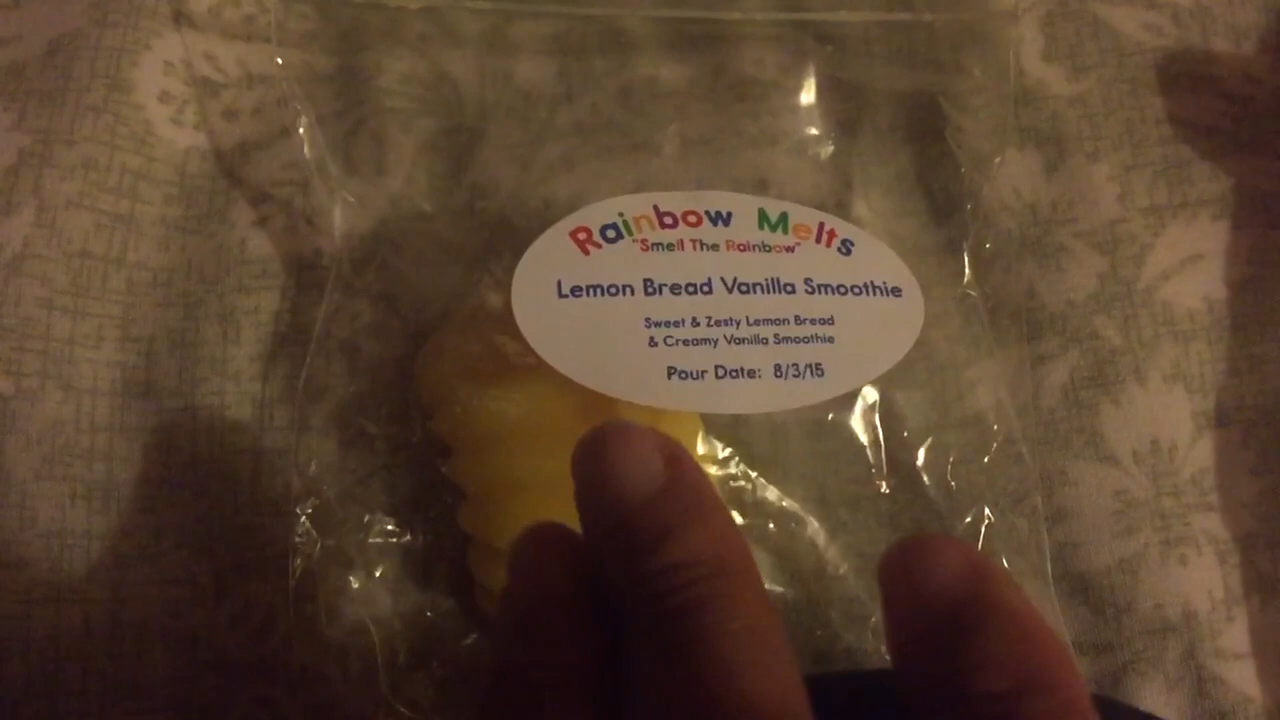 Rainbow Melts
"Smell The Rainbow"
Lemon Bread Vanilla Smoothie
Sweet & Zesty Lemon Bread
& Creamy Vanilla Smoothie
Pour Date: 8/3/15